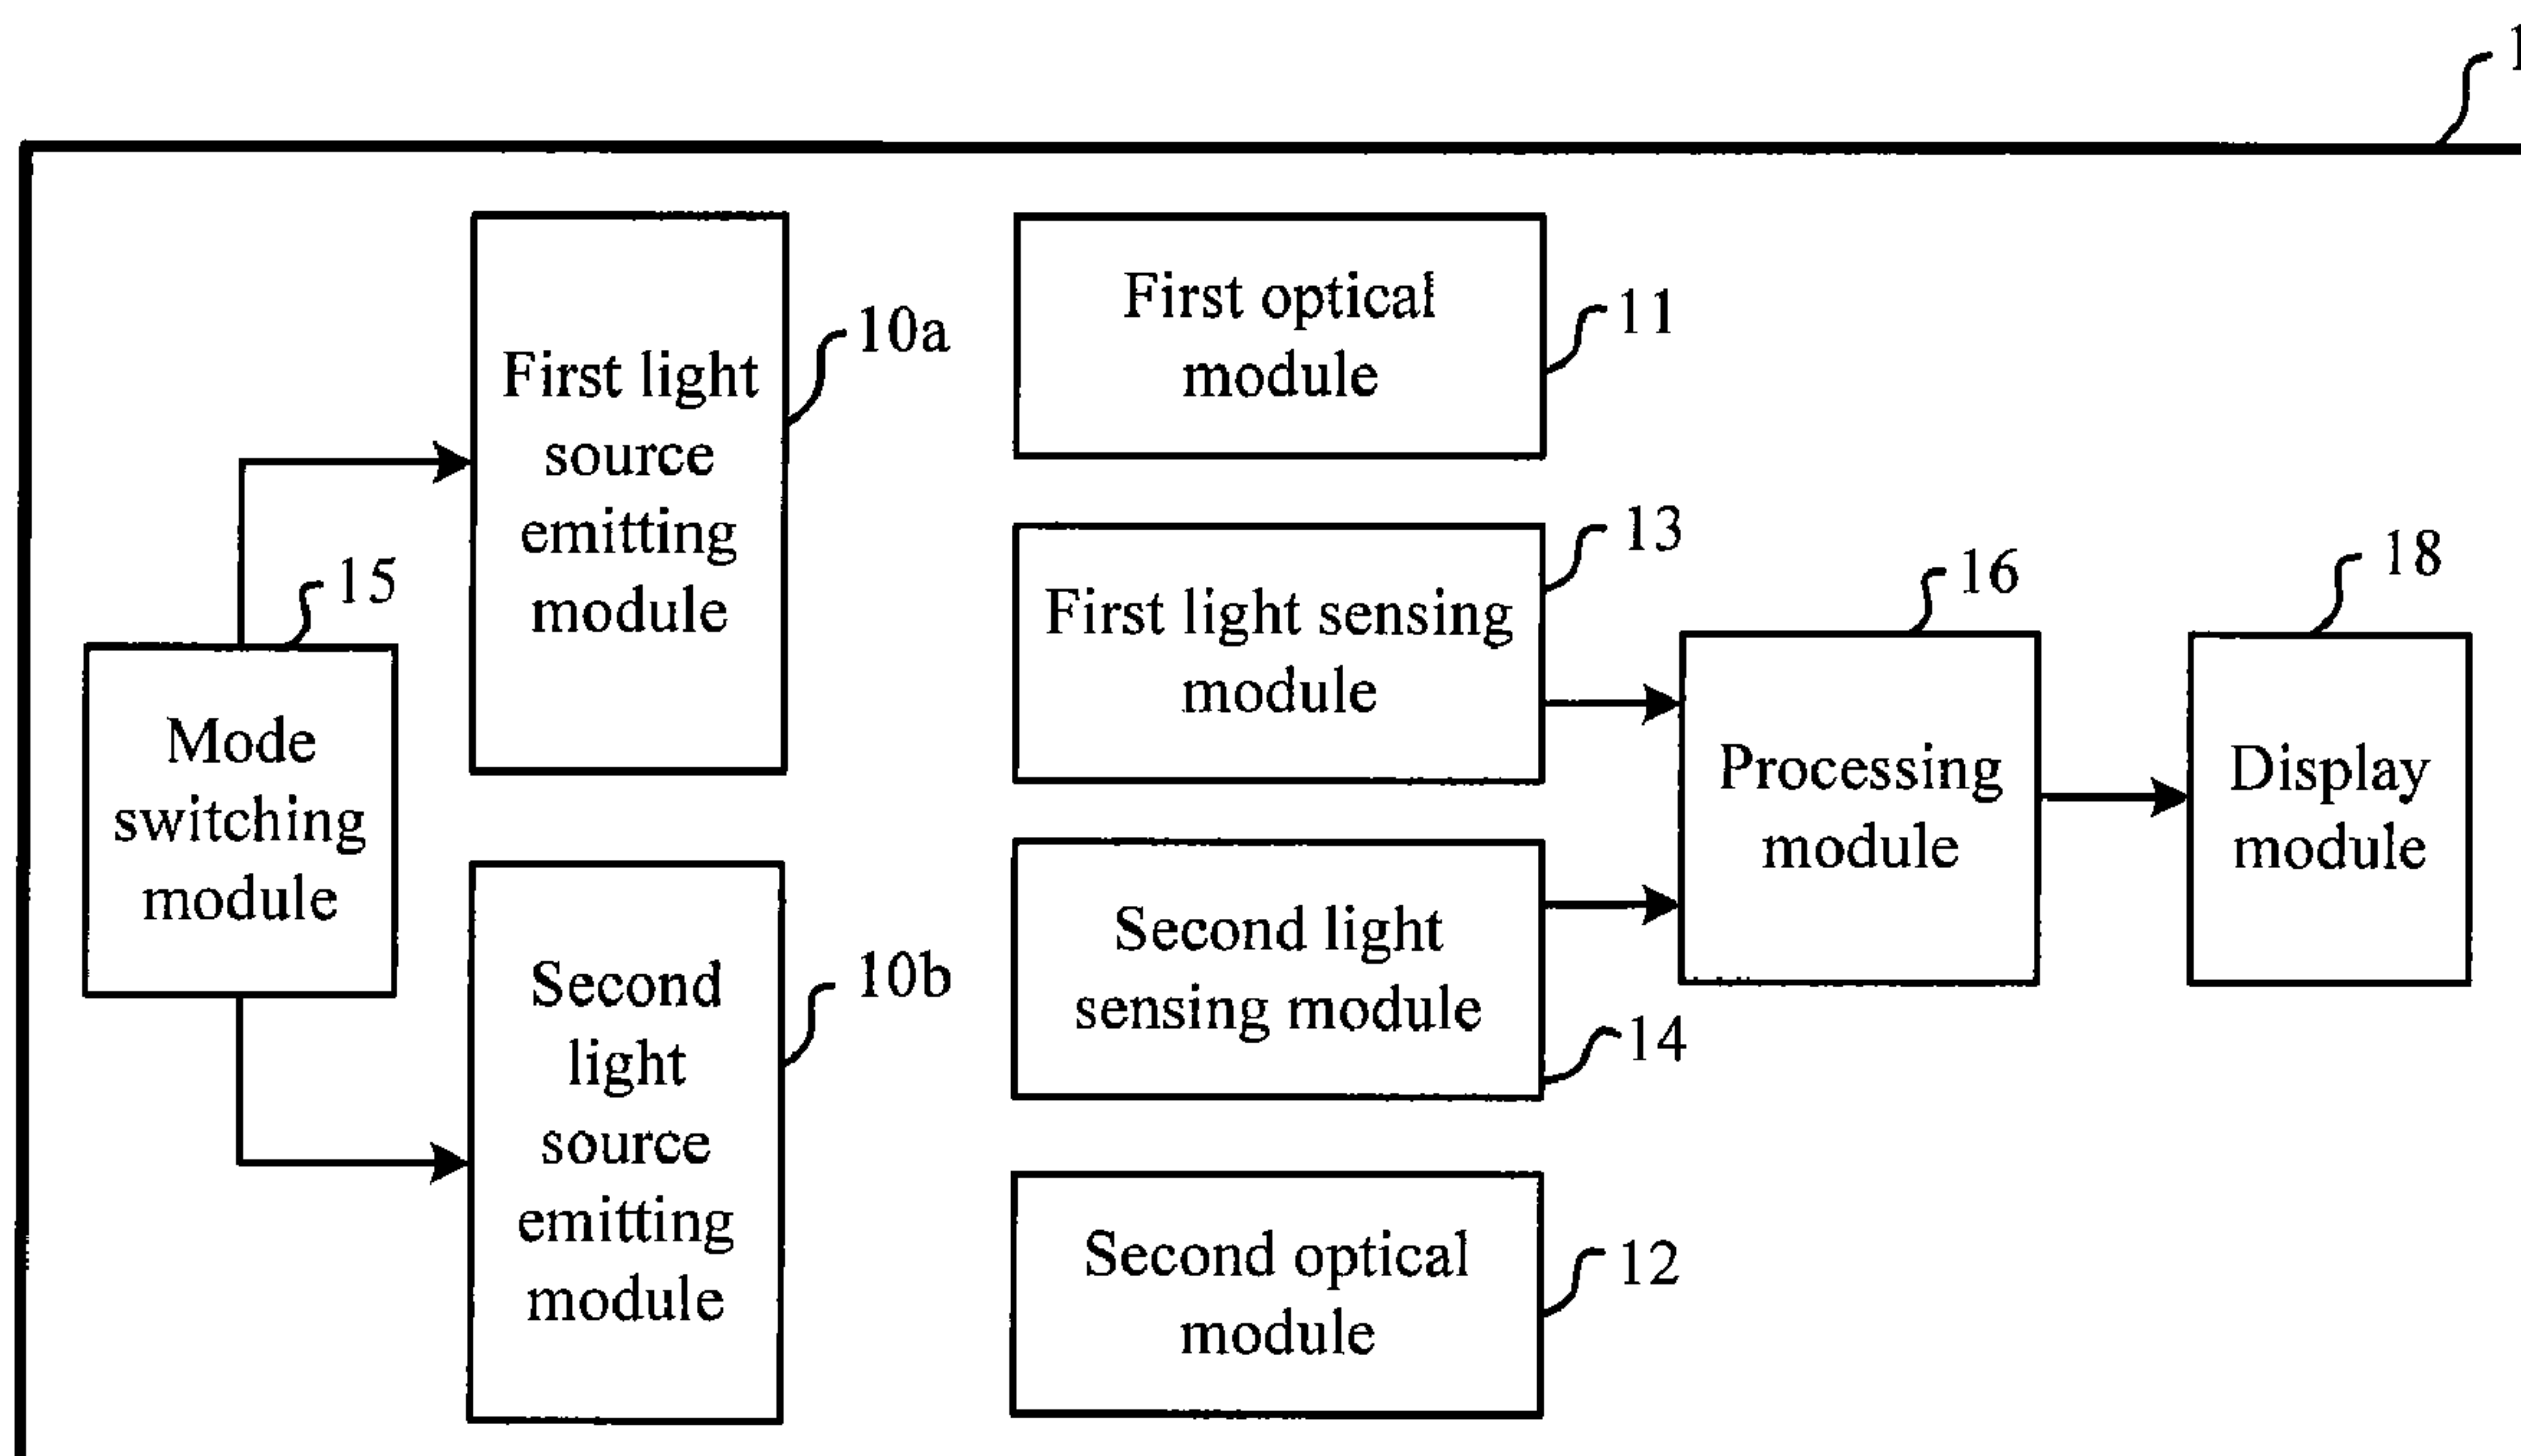 1
First optical
module
11
10a
First light
source
emitting
module
13
First light sensing
module
15
Mode
switching
module
16
Processing
module
18
Display
module
Second light
sensing module
14
10b
Second
light
source
emitting
module
Second optical
module
12